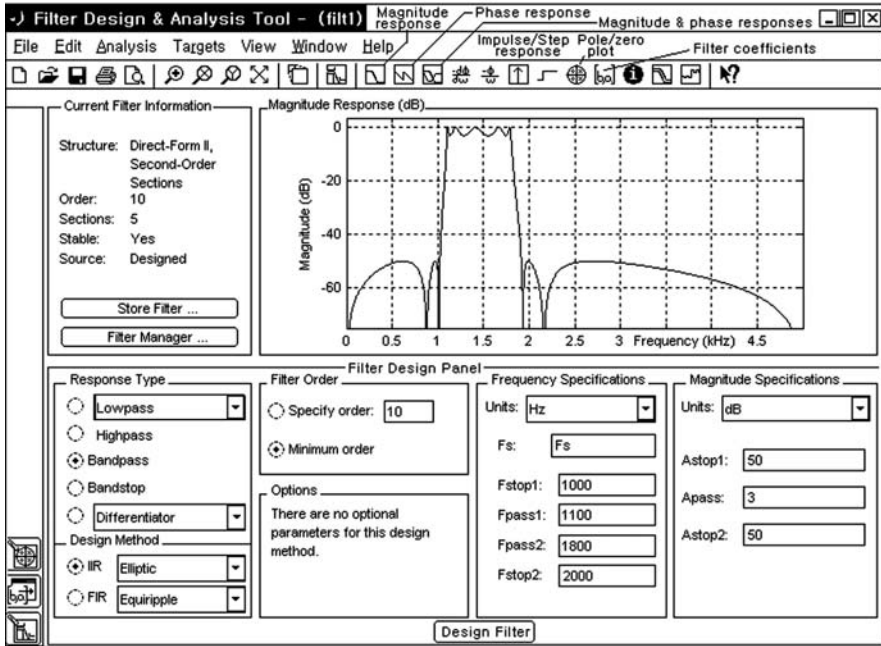 Filter Design & Analysis Tool - (filt1)
Magnitude response
Phase response
Magnitude & phase responses
File Edit Analysis Targets View Window Help
Impulse/Step response
Pole/zero plot
Filter coefficients
Current Filter Information
Structure: Direct-Form II,
Second-Order
Sections
Order: 10
Sections: 5
Stable: Yes
Source: Designed
Store Filter ...
Filter Manager ...
Magnitude Response (dB)
Magnitude (dB)
0
-20
-40
-60
0 0.5 1 1.5 2 2.5 3 Frequency (kHz) 4.5
Filter Design Panel
Response Type
Lowpass
Highpass
Bandpass
Bandstop
Differentiator
Design Method
IIR Elliptic
FIR Equiripple
Filter Order
Specify order: 10
Minimum order
Options
There are no optional
parameters for this design
method.
Frequency Specifications
Units: Hz
Fs: Fs
Fstop1: 1000
Fpass1: 1100
Fpass2: 1800
Fstop2: 2000
Magnitude Specifications
Units: dB
Astop1: 50
Apass: 3
Astop2: 50
Design Filter